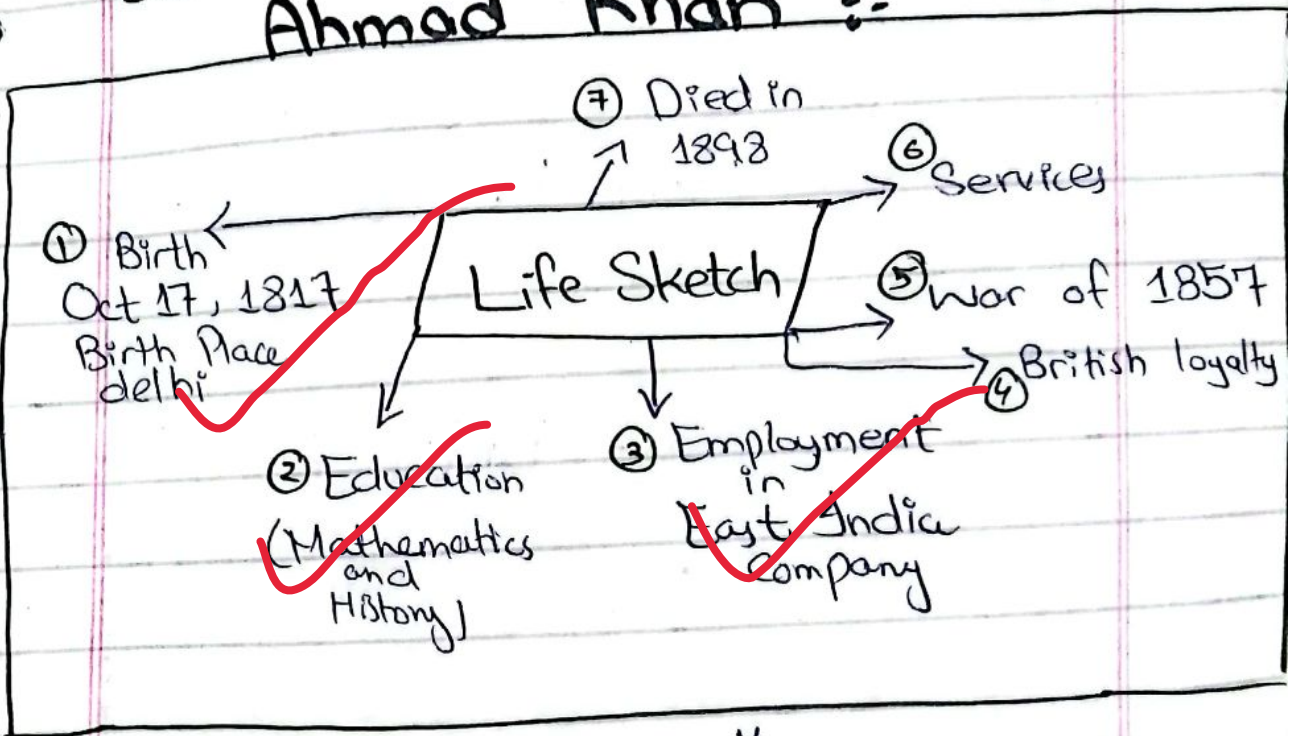 Ahmad Khan :-
⑦ Died in
1898
⑥ Services
① Birth
Oct 17, 1817
Birth Place
delhi
Life Sketch
⑤ War of 1857
British loyalty
④
② Education
(Mathematics
and
History)
③ Employment
in
East India
Company